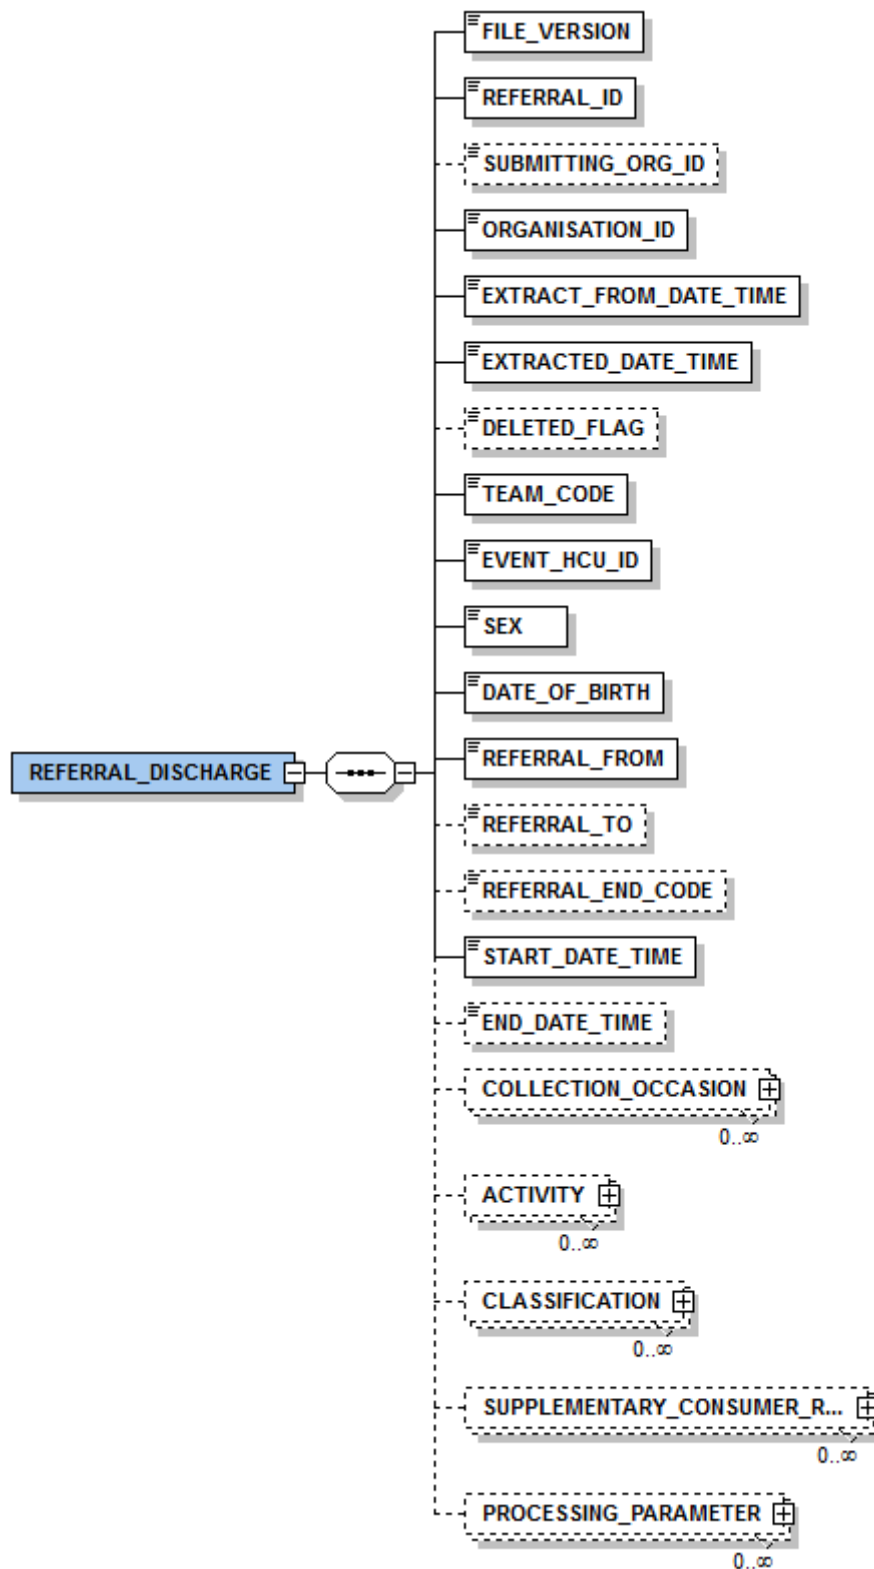 FILE_VERSION
REFERRAL_ID
SUBMITTING_ORG_ID
ORGANISATION_ID
EXTRACT_FROM_DATE_TIME
EXTRACTED_DATE_TIME
DELETED_FLAG
TEAM_CODE
EVENT_HCU_ID
SEX
DATE_OF_BIRTH
REFERRAL_DISCHARGE
REFERRAL_FROM
REFERRAL_TO
REFERRAL_END_CODE
START_DATE_TIME
END_DATE_TIME
COLLECTION_OCCASION
0..∞
ACTIVITY
0..∞
CLASSIFICATION
0..∞
SUPPLEMENTARY_CONSUMER_R...
0..∞
PROCESSING_PARAMETER
0..∞